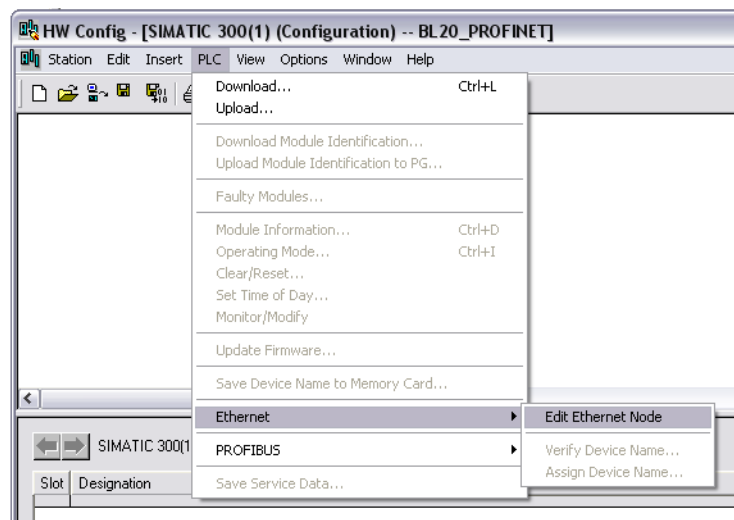 HW Config - [SIMATIC 300(1) (Configuration) -- BL20_PROFINET]
Station Edit Insert PLC View Options Window Help
Download... Ctrl+L
Upload...
Download Module Identification...
Upload Module Identification to PG...
Faulty Modules...
Module Information... Ctrl+D
Operating Mode... Ctrl+I
Clear/Reset...
Set Time of Day...
Monitor/Modify
Update Firmware...
Save Device Name to Memory Card...
Ethernet
Edit Ethernet Node
SIMATIC 300(1
PROFIBUS
Verify Device Name...
Assign Device Name...
Slot Designation
Save Service Data...